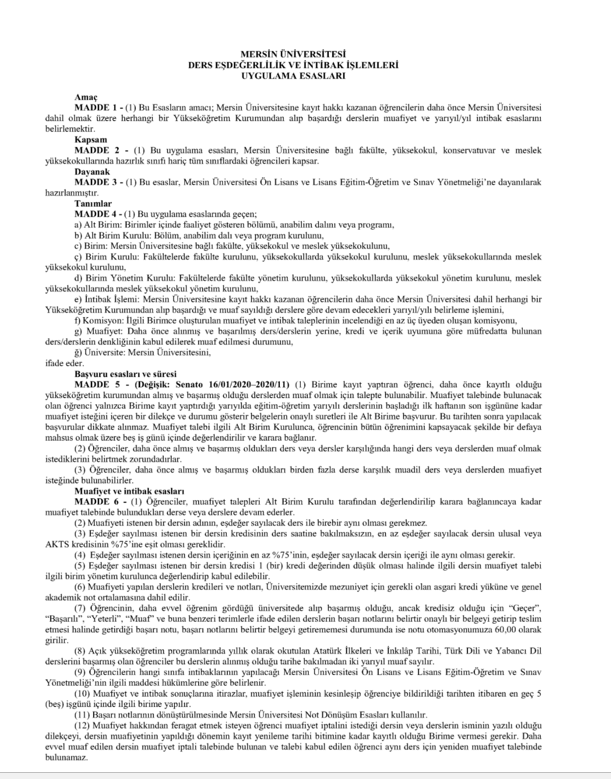 MERSİN ÜNİVERSİTESİ
DERS EŞDEĞERLİLİK VE İNTİBAK İŞLEMLERİ
UYGULAMA ESASLARI
Amaç
MADDE 1 - (1) Bu Esasların amacı; Mersin Üniversitesine kayıt hakkı kazanan öğrencilerin daha önce Mersin Üniversitesi
dahil olmak üzere herhangi bir Yükseköğretim Kurumundan alıp başardığı derslerin muafiyet ve yarıyıl/yıl intibak esaslarını
belirlemektir.
Kapsam
MADDE 2 - (1) Bu uygulama esasları, Mersin Üniversitesine bağlı fakülte, yüksekokul, konservatuvar ve meslek
yüksekokullarında hazırlık sınıfı hariç tüm sınıflardaki öğrencileri kapsar.
Dayanak
MADDE 3 - (1) Bu esaslar, Mersin Üniversitesi Ön Lisans ve Lisans Eğitim-Öğretim ve Sınav Yönetmeliği'ne dayanılarak
hazırlanmıştır.
Tanımlar
MADDE 4 - (1) Bu uygulama esaslarında geçen;
a) Alt Birim: Birimler içinde faaliyet gösteren bölümü, anabilim dalını veya programı,
b) Alt Birim Kurulu: Bölüm, anabilim dalı veya program kurulunu,
c) Birim: Mersin Üniversitesine bağlı fakülte, yüksekokul ve meslek yüksekokulunu,
ç) Birim Kurulu: Fakültelerde fakülte kurulunu, yüksekokullarda yüksekokul kurulunu, meslek yüksekokullarında meslek
yüksekokul kurulunu,
d) Birim Yönetim Kurulu: Fakültelerde fakülte yönetim kurulunu, yüksekokullarda yüksekokul yönetim kurulunu, meslek
yüksekokullarında meslek yüksekokul yönetim kurulunu,
e) İntibak İşlemi: Mersin Üniversitesine kayıt hakkı kazanan öğrencilerin daha önce Mersin Üniversitesi dahil herhangi bir
Yükseköğretim Kurumundan alıp başardığı ve muaf sayıldığı derslere göre devam edecekleri yarıyılı/yılı belirleme işlemini,
f) Komisyon: İlgili Birimce oluşturulan muafiyet ve intibak taleplerinin incelendiği en az üç üyeden oluşan komisyonu,
g) Muafiyet: Daha önce alınmış ve başarılmış ders/derslerin yerine, kredi ve içerik uyumuna göre müfredatta bulunan
ders/derslerin denkliğinin kabul edilerek muaf edilmesi durumunu,
ğ) Üniversite: Mersin Üniversitesini,
ifade eder.
Başvuru esasları ve süresi
MADDE 5 - (Değişik: Senato 16/01/2020–2020/11) (1) Birime kayıt yaptıran öğrenci, daha önce kayıtlı olduğu
yükseköğretim kurumundan almış ve başarmış olduğu derslerden muaf olmak için talepte bulunabilir. Muafiyet talebinde bulunacak
olan öğrenci yalnızca Birime kayıt yaptırdığı yarıyılda eğitim-öğretim yarıyılı derslerinin başladığı ilk haftanın son işgününe kadar
muafiyet isteğini içeren bir dilekçe ve durumu gösterir belgelerin onaylı suretleri ile Alt Birime başvurur. Bu tarihten sonra yapılacak
başvurular dikkate alınmaz. Muafiyet talebi ilgili Alt Birim Kurulunca, öğrencinin bütün öğrenimini kapsayacak şekilde bir defaya
mahsus olmak üzere beş iş günü içinde değerlendirilir ve karara bağlanır.
(2) Öğrenciler, daha önce almış ve başarmış oldukları ders veya dersler karşılığında hangi ders veya derslerden muaf olmak
istediklerini belirtmek zorundadırlar.
(3) Öğrenciler, daha önce almış ve başarmış oldukları birden fazla derse karşılık muadil ders veya derslerden muafiyet
isteğinde bulunabilirler.
Muafiyet ve intibak esasları
MADDE 6 - (1) Öğrenciler, muafiyet talepleri Alt Birim Kurulu tarafından değerlendirilip karara bağlanıncaya kadar
muafiyet talebinde bulundukları derse veya derslere devam ederler.
(2) Muafiyeti istenen bir dersin adının, eşdeğer sayılacak ders ile birebir aynı olması gerekmez.
(3) Eşdeğer sayılması istenen bir dersin kredisinin ders saatine bakılmaksızın, en az eşdeğer sayılacak dersin ulusal veya
AKTS kredisinin %75'ine eşit olması gereklidir.
(4) Eşdeğer sayılması istenen dersin içeriğinin en az %75'inin, eşdeğer sayılacak dersin içeriği ile aynı olması gerekir.
(5) Eşdeğer sayılması istenen bir dersin kredisi 1 (bir) kredi değerinden düşük olması halinde ilgili dersin muafiyet talebi
ilgili birim yönetim kurulunca değerlendirip kabul edilebilir.
(6) Muafiyeti yapılan derslerin kredileri ve notları, Üniversitemizde mezuniyet için gerekli olan asgari kredi yüküne ve genel
akademik not ortalamasına dahil edilir.
(7) Öğrencinin, daha evvel öğrenim gördüğü üniversitede alıp başarmış olduğu, ancak kredisiz olduğu için "Geçer",
"Başarılı", "Yeterli", "Muaf" ve buna benzeri terimlerle ifade edilen derslerin başarı notlarını belirtir onaylı bir belgeyi getirip teslim
etmesi halinde getirdiği başarı notu, başarı notlarını belirtir belgeyi getirememesi durumunda ise notu otomasyonumuza 60,00 olarak
girilir.
(8) Açık yükseköğretim programlarında yıllık olarak okutulan Atatürk İlkeleri ve İnkılâp Tarihi, Türk Dili ve Yabancı Dil
derslerini başarmış olan öğrenciler bu derslerin alınmış olduğu tarihe bakılmadan iki yarıyıl muaf sayılır.
(9) Öğrencilerin hangi sınıfa intibaklarının yapılacağı Mersin Üniversitesi Ön Lisans ve Lisans Eğitim-Öğretim ve Sınav
Yönetmeliği'nin ilgili maddesi hükümlerine göre belirlenir.
(10) Muafiyet ve intibak sonuçlarına itirazlar, muafiyet işleminin kesinleşip öğrenciye bildirildiği tarihten itibaren en geç 5
(beş) işgünü içinde ilgili birime yapılır.
(11) Başarı notlarının dönüştürülmesinde Mersin Üniversitesi Not Dönüşüm Esasları kullanılır.
(12) Muafiyet hakkından feragat etmek isteyen öğrenci muafiyet iptalini istediği dersin veya derslerin isminin yazılı olduğu
dilekçeyi, dersin muafiyetinin yapıldığı dönemin kayıt yenileme tarihi bitimine kadar kayıtlı olduğu Birime vermesi gerekir. Daha
evvel muaf edilen dersin muafiyeti iptali talebinde bulunan ve talebi kabul edilen öğrenci aynı ders için yeniden muafiyet talebinde
bulunamaz.